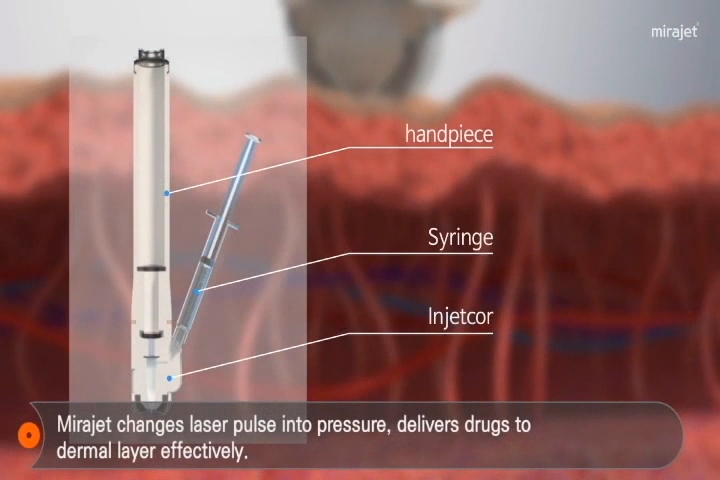 mirajet
handpiece
Syringe
Injetcor
Mirajet changes laser pulse into pressure, delivers drugs to
dermal layer effectively.